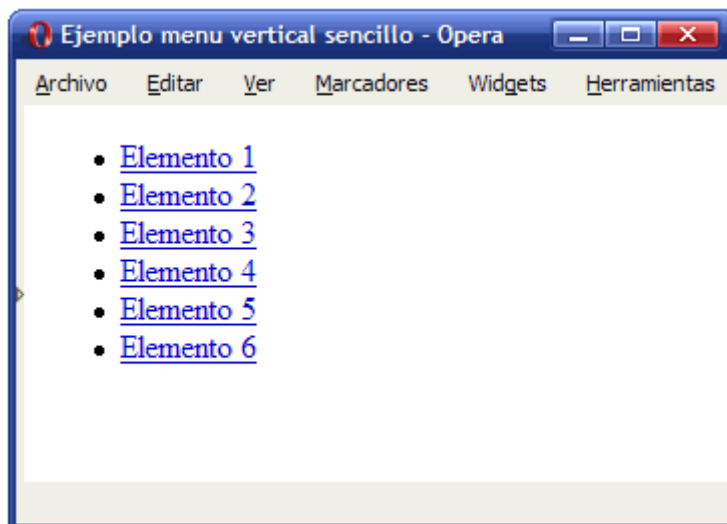 Ejemplo menu vertical sencillo - Opera
Archivo Editar Ver Marcadores Widgets Herramientas
Elemento 1
Elemento 2
Elemento 3
Elemento 4
Elemento 5
Elemento 6